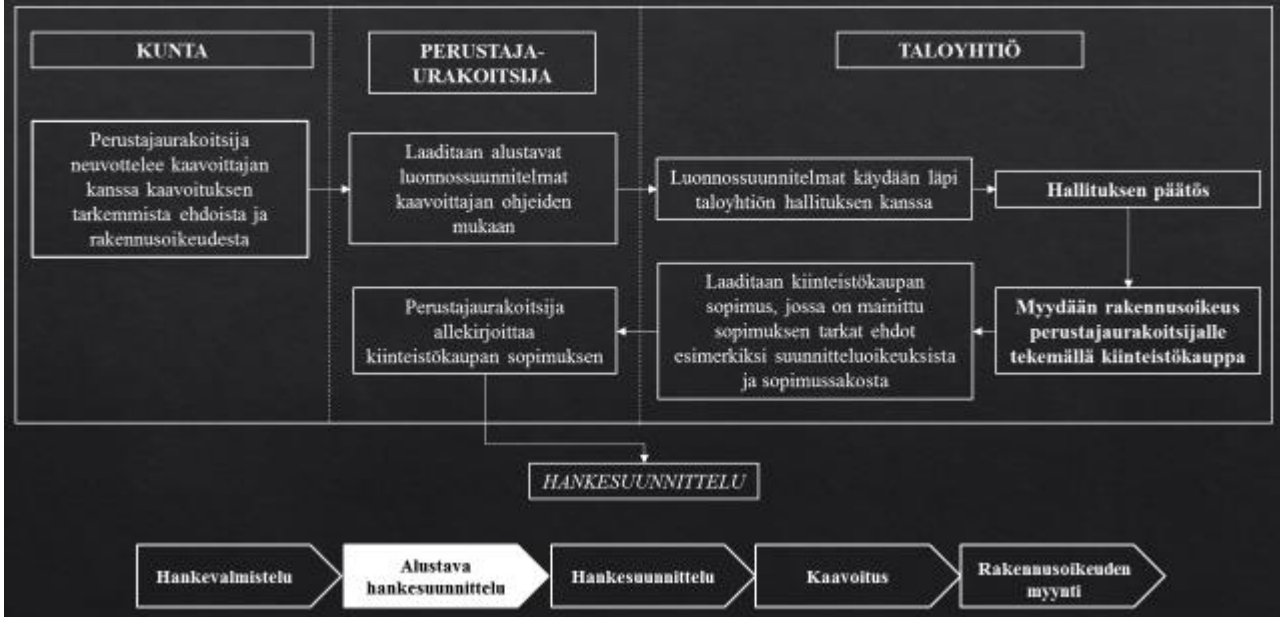 KUNTA
PERUSTAJA-
URAKOITSIJA
TALOYHTIÖ
Perustajaurakoitsija
neuvottelee kaavoittajan
kanssa kaavoituksen
tarkemmista ehdoista ja
rakennusoikeudesta
Laaditaan alustavat
luonnossuunnitelmat
kaavoittajan ohjeiden
mukaan
Luonnossuunnitelmat käydään läpi
taloyhtiön hallituksen kanssa
Hallituksen päätös
Perustajaurakoitsija
allekirjoittaa
kiinteistökaupan sopimuksen
Laaditaan kiinteistökaupan
sopimus, jossa on mainittu
sopimuksen tarkat ehdot
esimerkiksi suunnitteluoikeuksista
ja sopimussakosta
Myydään rakennusoikeus
perustajaurakoitsijalle
tekemällä kiinteistökauppa
HANKESUUNNITTELU
Hankevalmistelu
Alustava
hankesuunnittelu
Hankesuunnittelu
Kaavoitus
Rakennusoikeuden
myynti